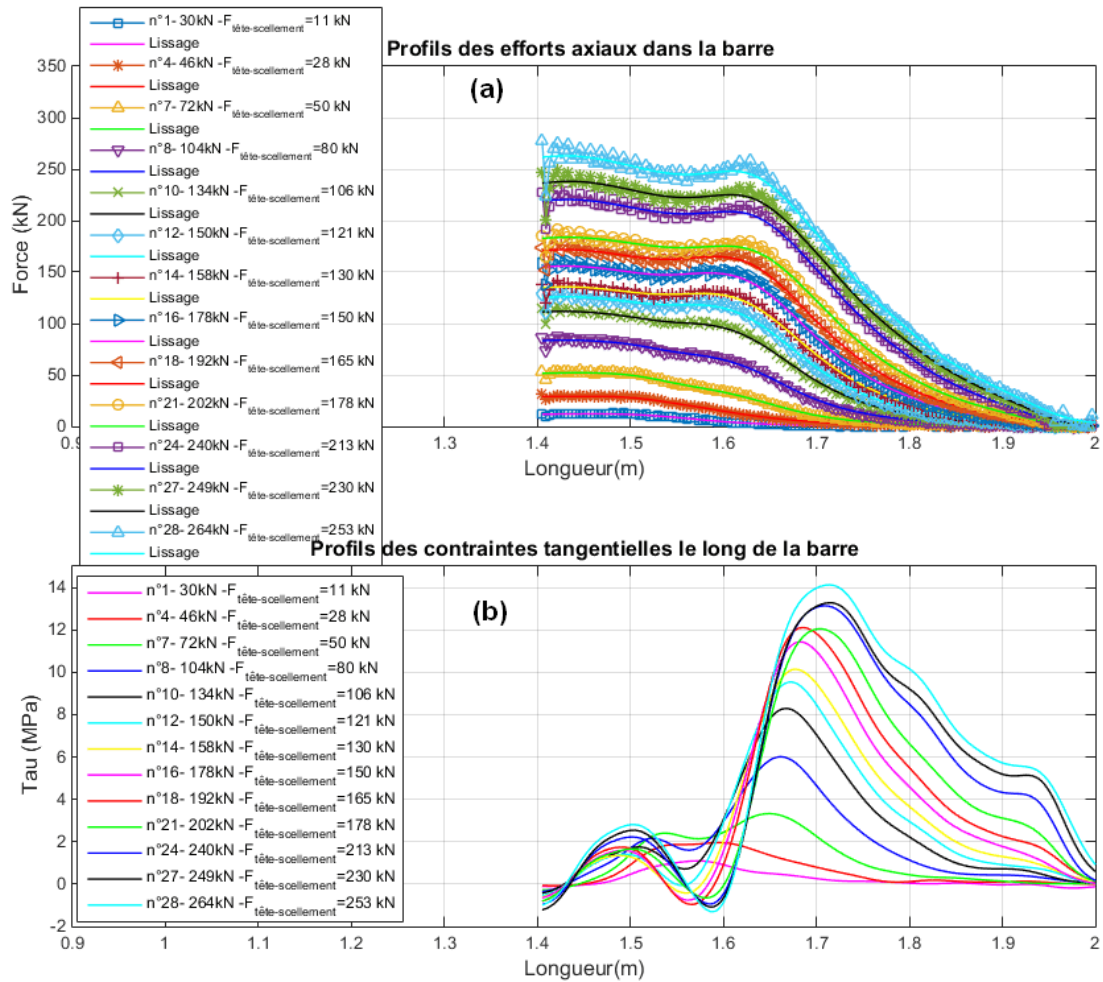 Profils des efforts axiaux dans la barre
(a)
n°1- 30kN -Ftête-scellement=11 kN
Lissage
n°4- 46kN -Ftête-scellement=28 kN
Lissage
n°7- 72kN -Ftête-scellement=50 kN
Lissage
n°8- 104kN -Ftête-scellement=80 kN
Lissage
n°10- 134kN -Ftête-scellement=106 kN
Lissage
n°12- 150kN -Ftête-scellement=121 kN
Lissage
n°14- 158kN -Ftête-scellement=130 kN
Lissage
n°16- 178kN -Ftête-scellement=150 kN
Lissage
n°18- 192kN -Ftête-scellement=165 kN
Lissage
n°21- 202kN -Ftête-scellement=178 kN
Lissage
n°24- 240kN -Ftête-scellement=213 kN
Lissage
n°27- 249kN -Ftête-scellement=230 kN
Lissage
n°28- 264kN -Ftête-scellement=253 kN
Lissage
Force (kN)
350
300
250
200
150
100
50
0
1.3 1.4 1.5 1.6 1.7 1.8 1.9 2
Longueur(m)
Profils des contraintes tangentielles le long de la barre
(b)
n°1- 30kN -Ftête-scellement=11 kN
n°4- 46kN -Ftête-scellement=28 kN
n°7- 72kN -Ftête-scellement=50 kN
n°8- 104kN -Ftête-scellement=80 kN
n°10- 134kN -Ftête-scellement=106 kN
n°12- 150kN -Ftête-scellement=121 kN
n°14- 158kN -Ftête-scellement=130 kN
n°16- 178kN -Ftête-scellement=150 kN
n°18- 192kN -Ftête-scellement=165 kN
n°21- 202kN -Ftête-scellement=178 kN
n°24- 240kN -Ftête-scellement=213 kN
n°27- 249kN -Ftête-scellement=230 kN
n°28- 264kN -Ftête-scellement=253 kN
Tau (MPa)
14
12
10
8
6
4
2
0
-2
0.9 1 1.1 1.2 1.3 1.4 1.5 1.6 1.7 1.8 1.9 2
Longueur(m)